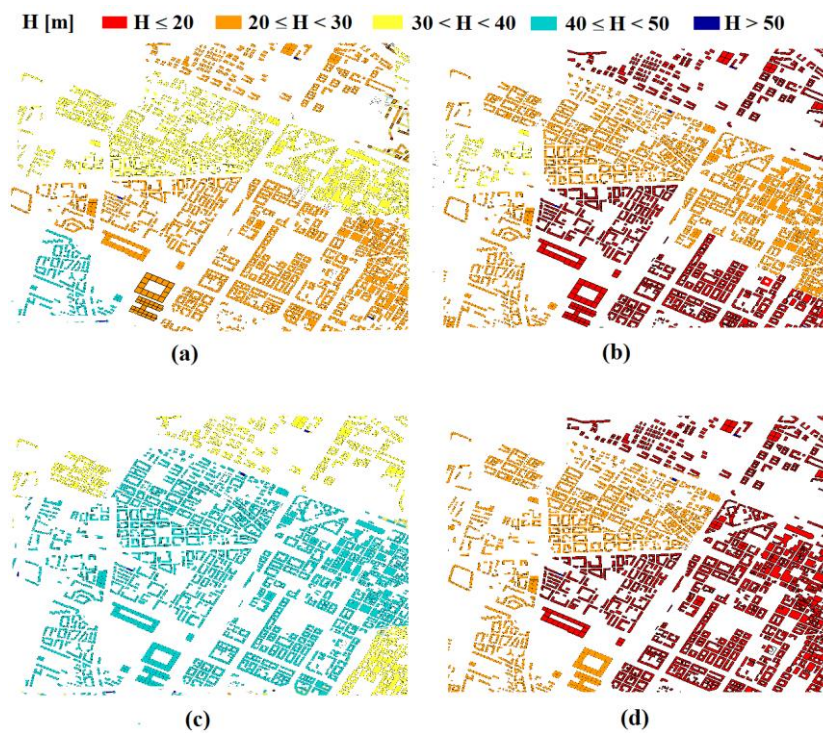 H [m] H ≤ 20 20 ≤ H < 30 30 < H < 40 40 ≤ H < 50 H > 50
(a) (b)
(c) (d)